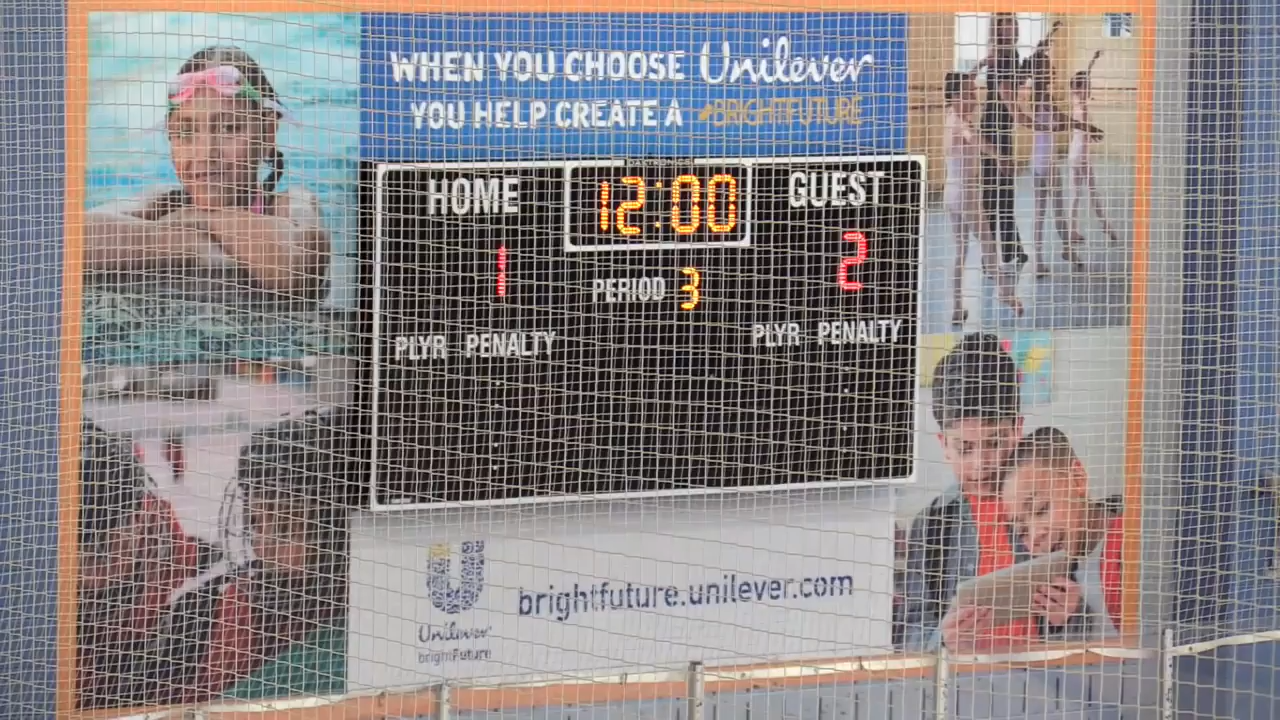 WHEN YOU CHOOSE Unilever
YOU HELP CREATE A #BRIGHTFUTURE
DAKTRONICS
HOME 12:00 GUEST
1 PERIOD 3 2
PLYR PENALTY PLYR PENALTY
brightfuture.unilever.com
Unilever
brightFuture